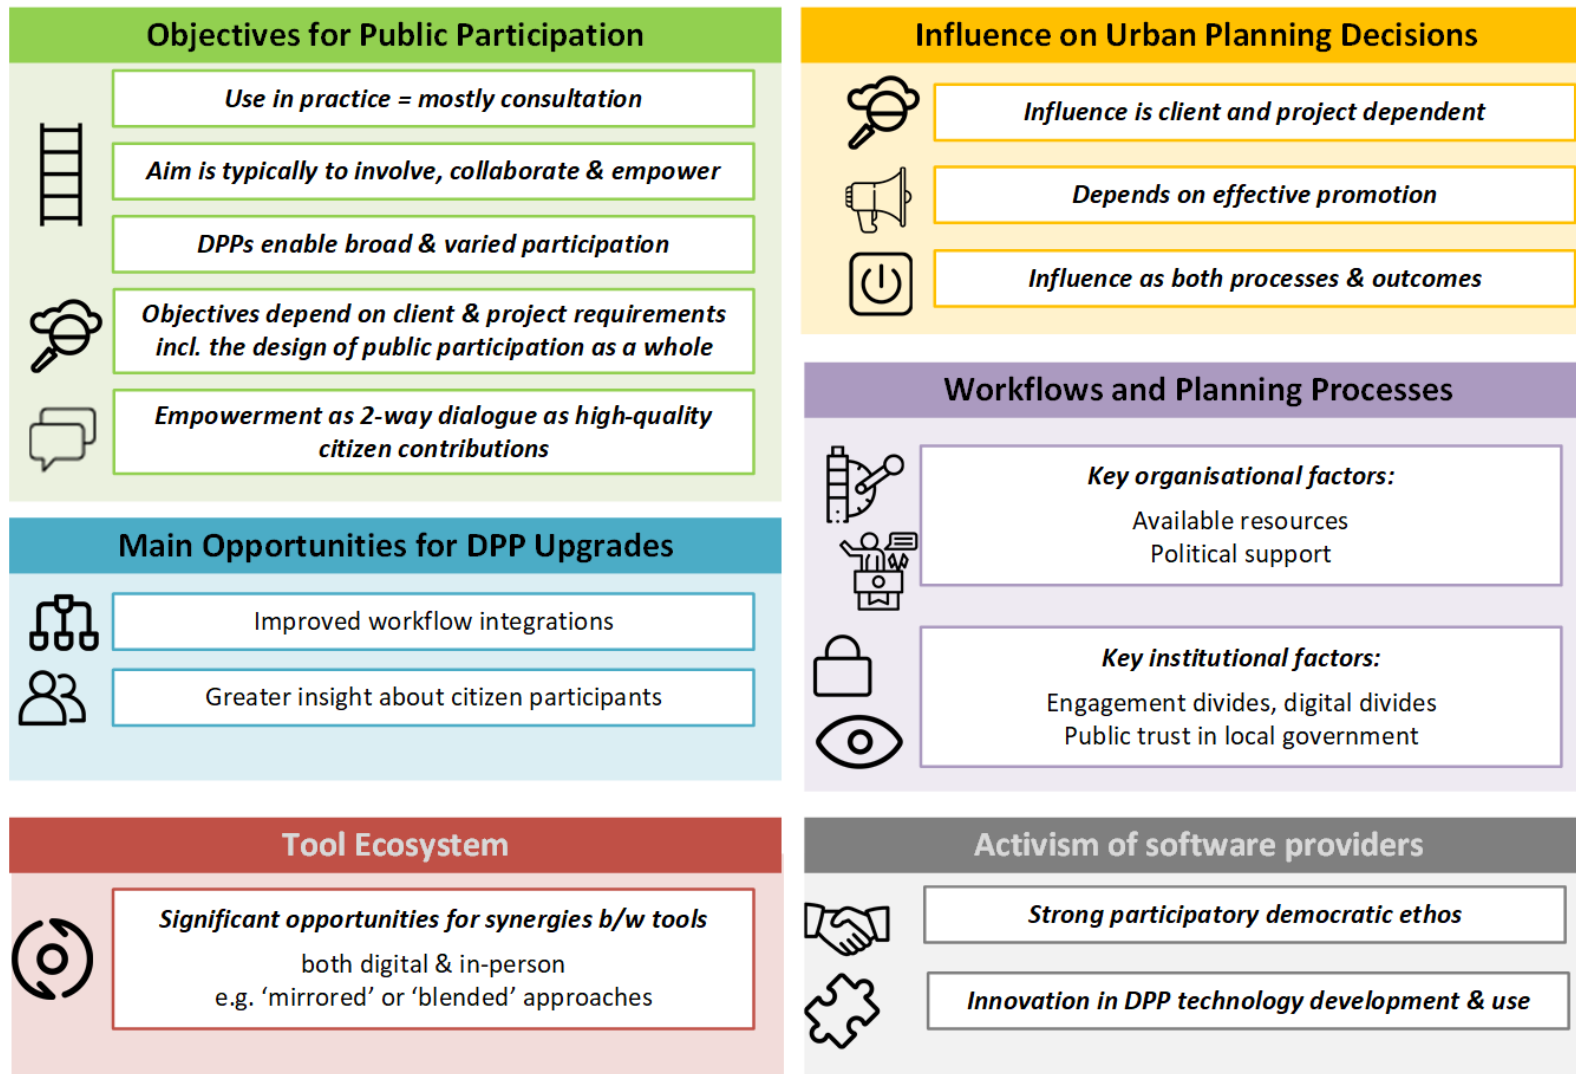 Objectives for Public Participation
Use in practice = mostly consultation
Aim is typically to involve, collaborate & empower
DPPs enable broad & varied participation
Objectives depend on client & project requirements
incl. the design of public participation as a whole
Empowerment as 2-way dialogue as high-quality
citizen contributions
Main Opportunities for DPP Upgrades
Improved workflow integrations
Greater insight about citizen participants
Tool Ecosystem
Significant opportunities for synergies b/w tools
both digital & in-person
e.g. ‘mirrored’ or ‘blended’ approaches
Influence on Urban Planning Decisions
Influence is client and project dependent
Depends on effective promotion
Influence as both processes & outcomes
Workflows and Planning Processes
Key organisational factors:
Available resources
Political support
Key institutional factors:
Engagement divides, digital divides
Public trust in local government
Activism of software providers
Strong participatory democratic ethos
Innovation in DPP technology development & use